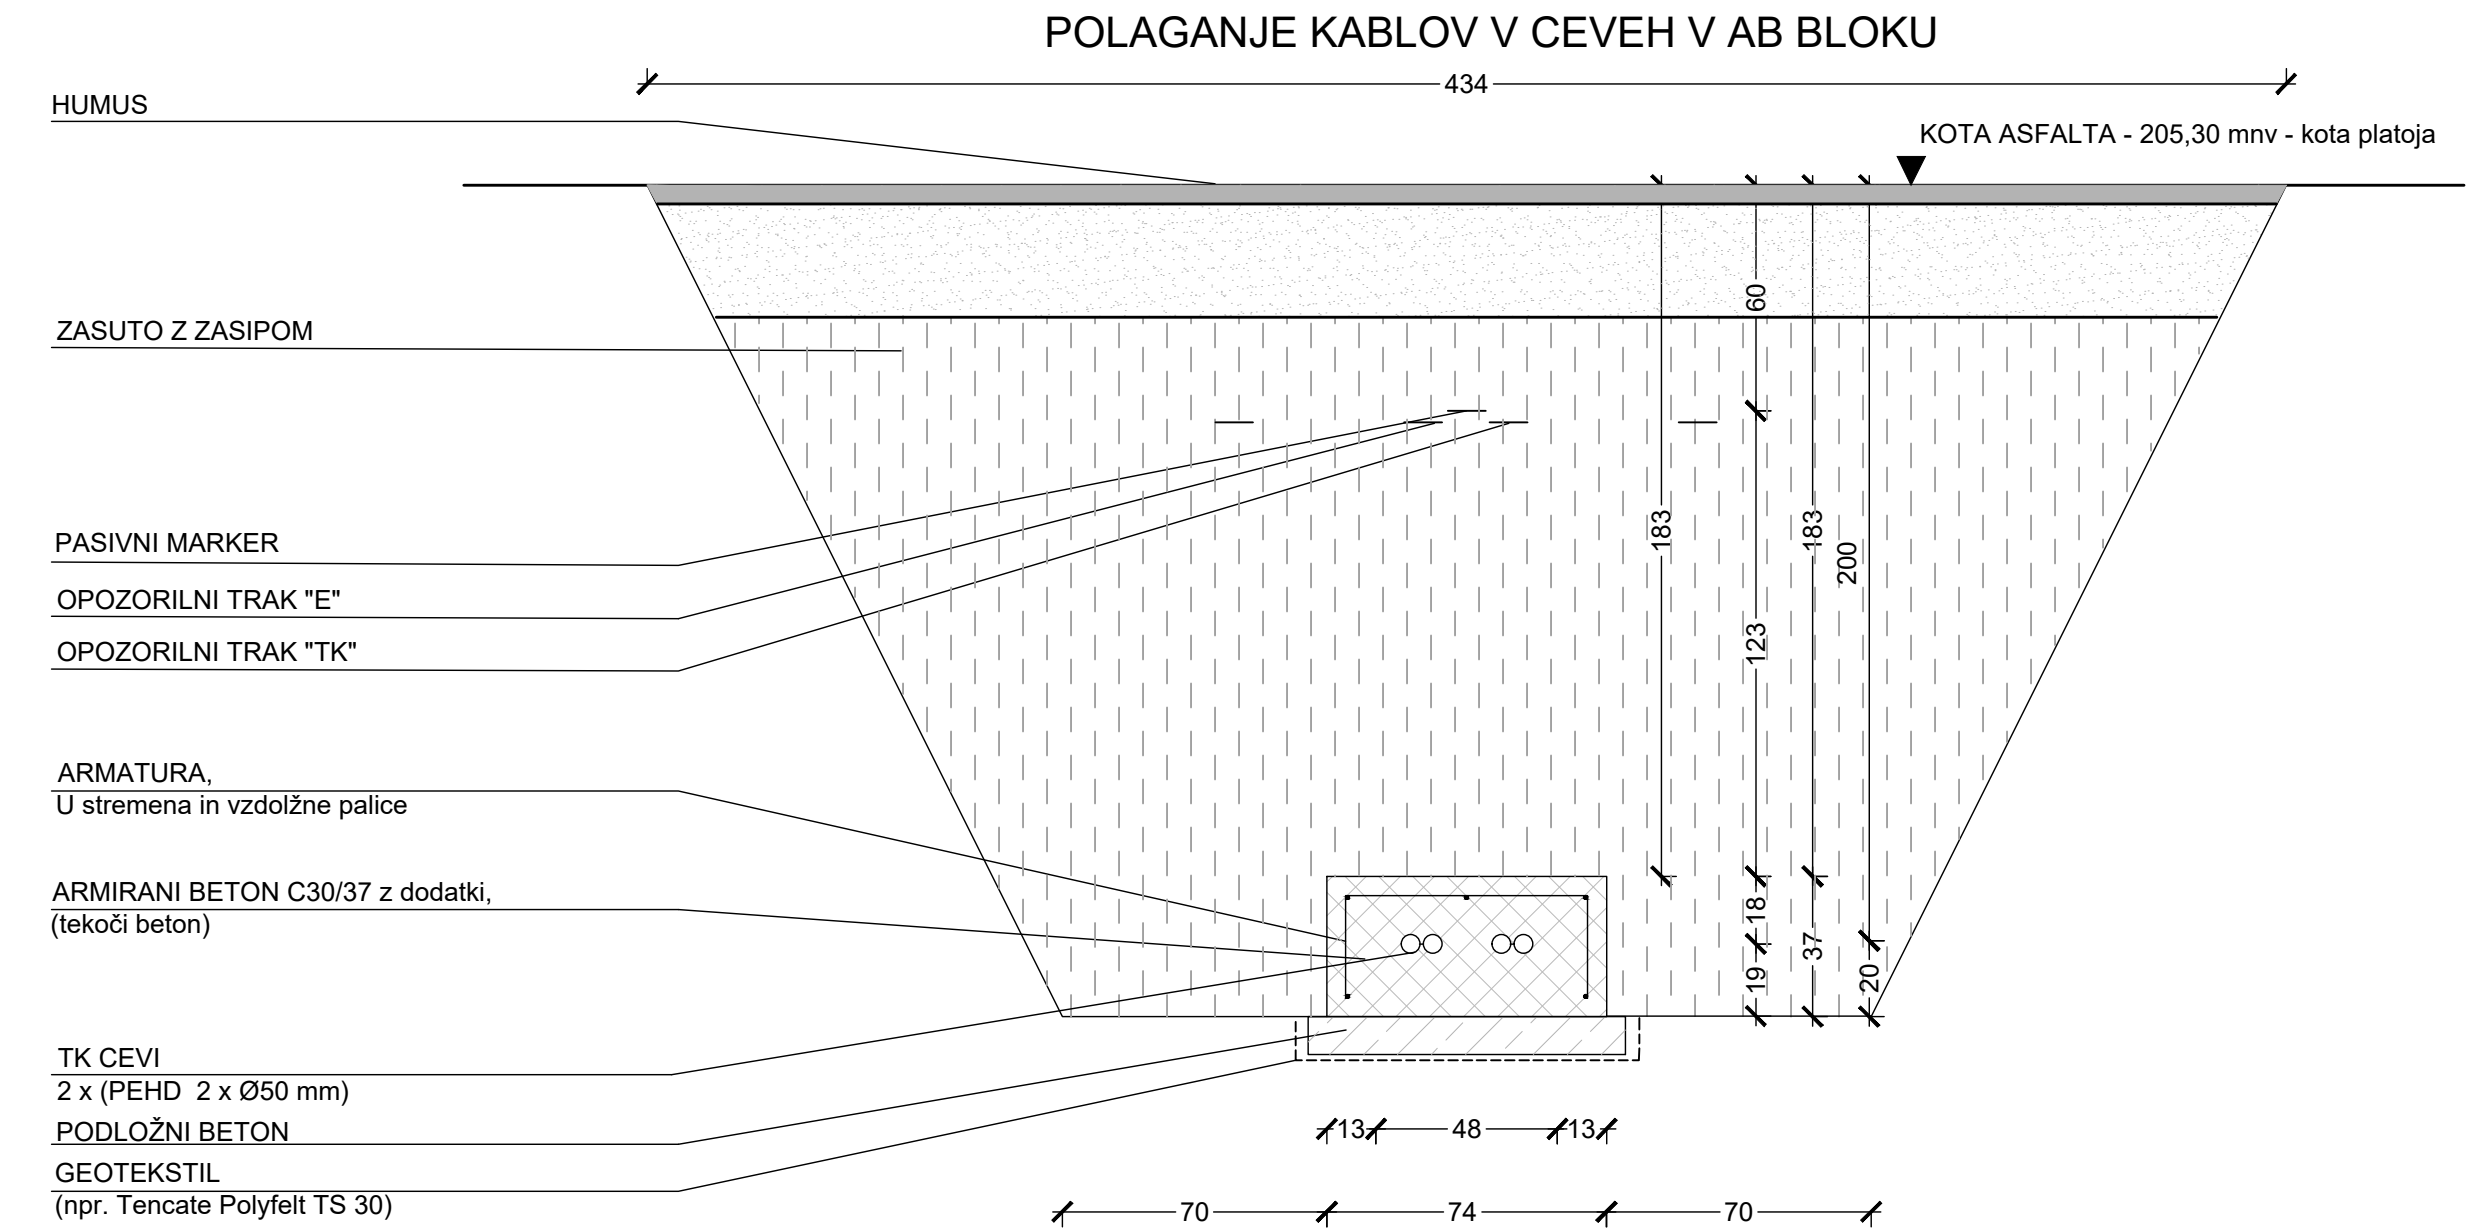 POLAGANJE KABLOV V CEVEH V AB BLOKU
434
HUMUS
KOTA ASFALTA - 205,30 mnv - kota platoja
60
ZASUTO Z ZASIPOM
183
183
200
PASIVNI MARKER
OPOZORILNI TRAK "E"
123
OPOZORILNI TRAK "TK"
ARMATURA,
U stremena in vzdolžne palice
ARMIRANI BETON C30/37 z dodatki,
(tekoči beton)
18
37
19
20
TK CEVI
2 x (PEHD 2 x Ø50 mm)
PODLOŽNI BETON
13 48 13
GEOTEKSTIL
(npr. Tencate Polyfelt TS 30)
70 74 70